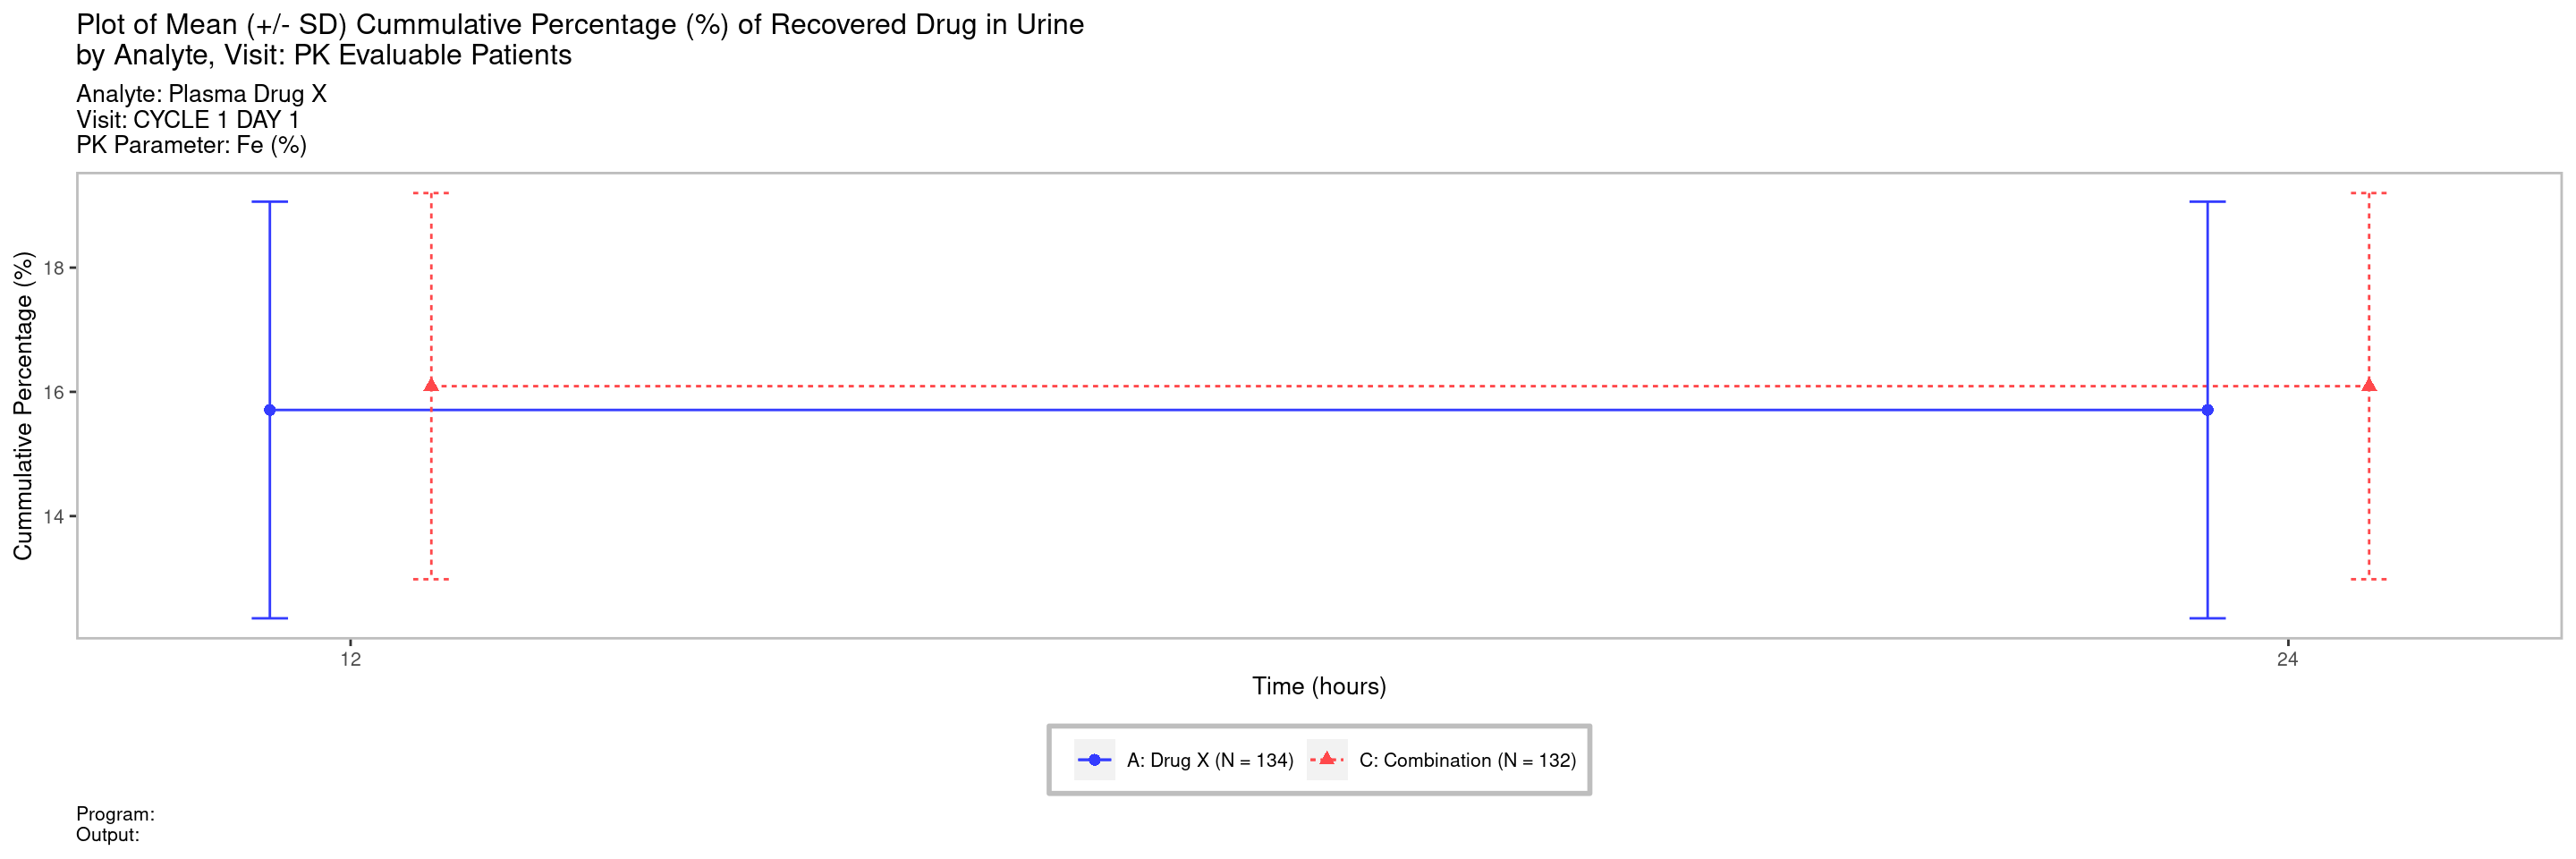 Plot of Mean (+/- SD) Cummulative Percentage (%) of Recovered Drug in Urine
by Analyte, Visit: PK Evaluable Patients
Analyte: Plasma Drug X
Visit: CYCLE 1 DAY 1
PK Parameter: Fe (%)
Cummulative Percentage (%)
18
16
14
12
24
Time (hours)
A: Drug X (N = 134)
C: Combination (N = 132)
Program:
Output: